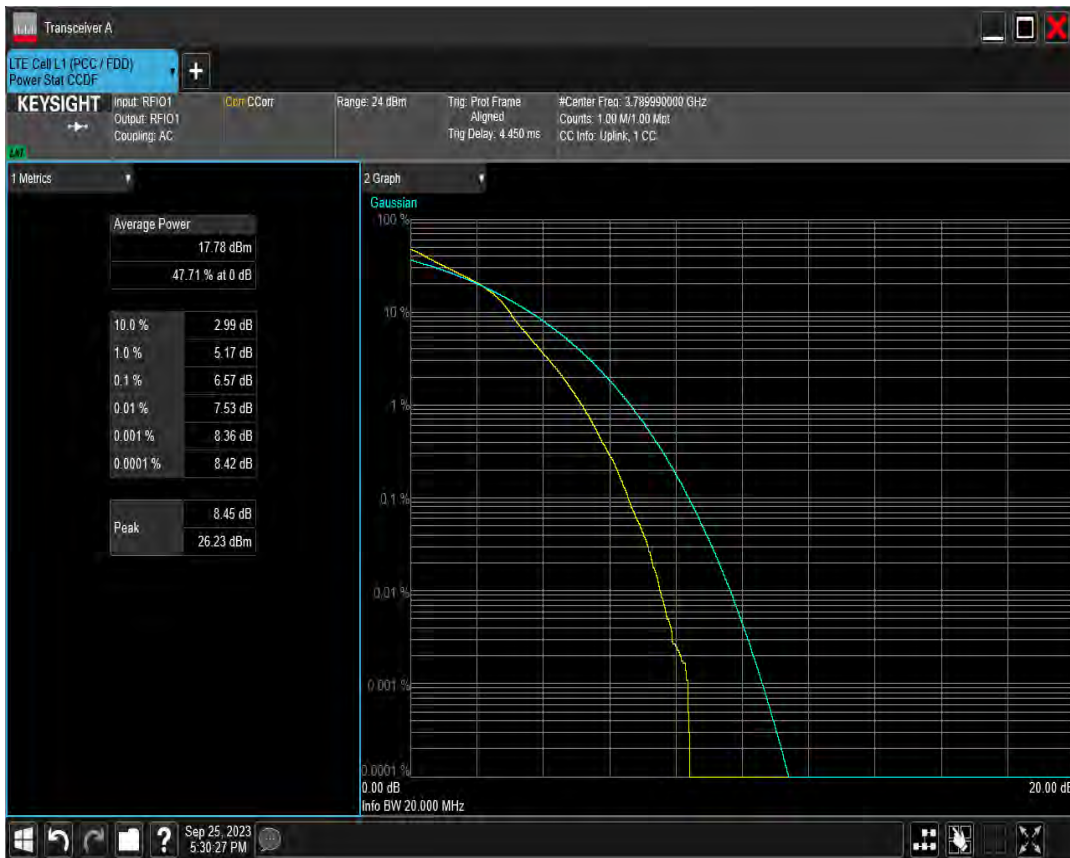 Transceiver A
LTE Cell L1 (PCC / FDD)
Power Stat CCDF
+
KEYSIGHT
Input: RFIO1
Output: RFIO1
Coupling: AC
Corr CCorr
Range: 24 dBm
Trig: Prot Frame
Aligned
Trig Delay: 4.450 ms
#Center Freq: 3.789990000 GHz
Counts: 1.00 M/1.00 Mpt
CC Info: Uplink, 1 CC
1 Metrics
Average Power
17.78 dBm
47.71 % at 0 dB
10.0 % 2.99 dB
1.0 % 5.17 dB
0.1 % 6.57 dB
0.01 % 7.53 dB
0.001 % 8.36 dB
0.0001 % 8.42 dB
Peak
8.45 dB
26.23 dBm
2 Graph
Gaussian
100 %
10 %
1 %
0.1 %
0.01 %
0.001 %
0.0001 %
0.00 dB 20.00 dB
Info BW 20.000 MHz
?
Sep 25, 2023
5:30:27 PM